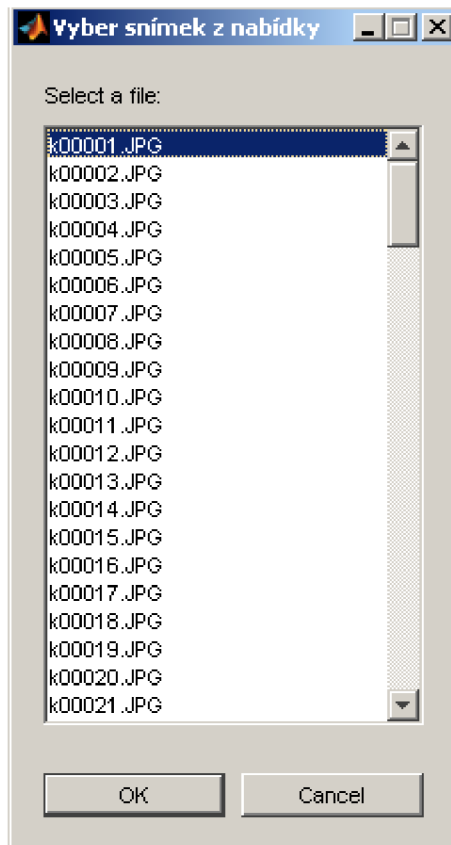 Vyber snímek z nabídky
Select a file:
k00001.JPG
k00002.JPG
k00003.JPG
k00004.JPG
k00005.JPG
k00006.JPG
k00007.JPG
k00008.JPG
k00009.JPG
k00010.JPG
k00011.JPG
k00012.JPG
k00013.JPG
k00014.JPG
k00015.JPG
k00016.JPG
k00017.JPG
k00018.JPG
k00019.JPG
k00020.JPG
k00021.JPG
OK Cancel